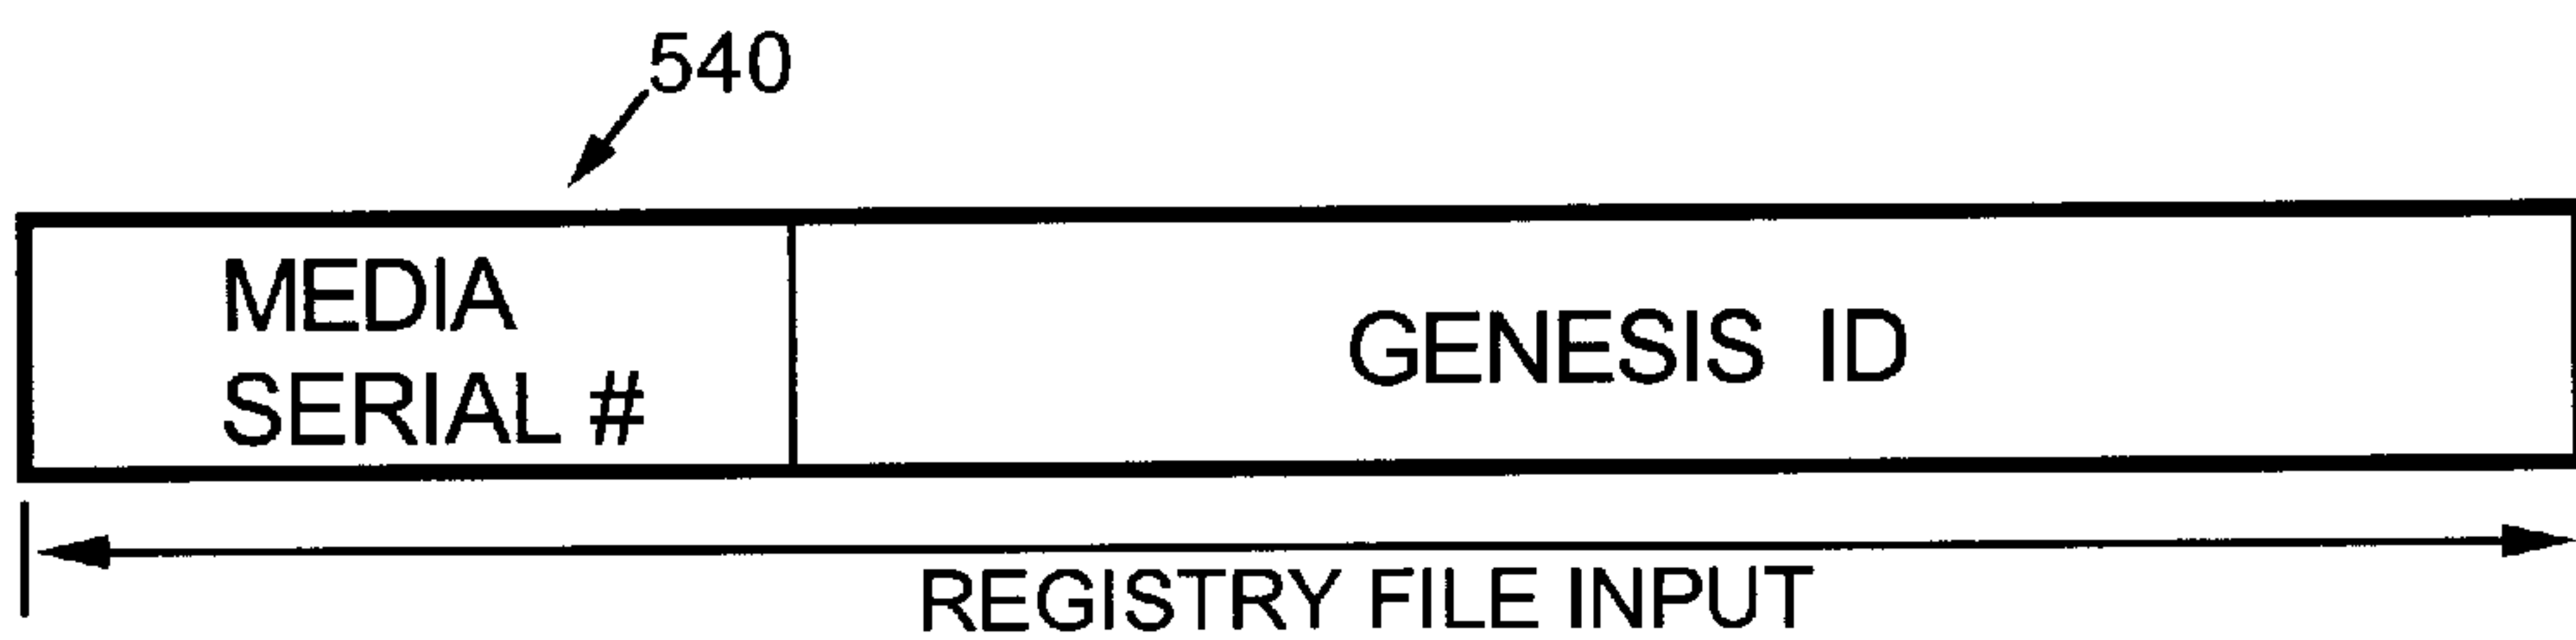 540
MEDIA
SERIAL #
GENESIS ID
REGISTRY FILE INPUT